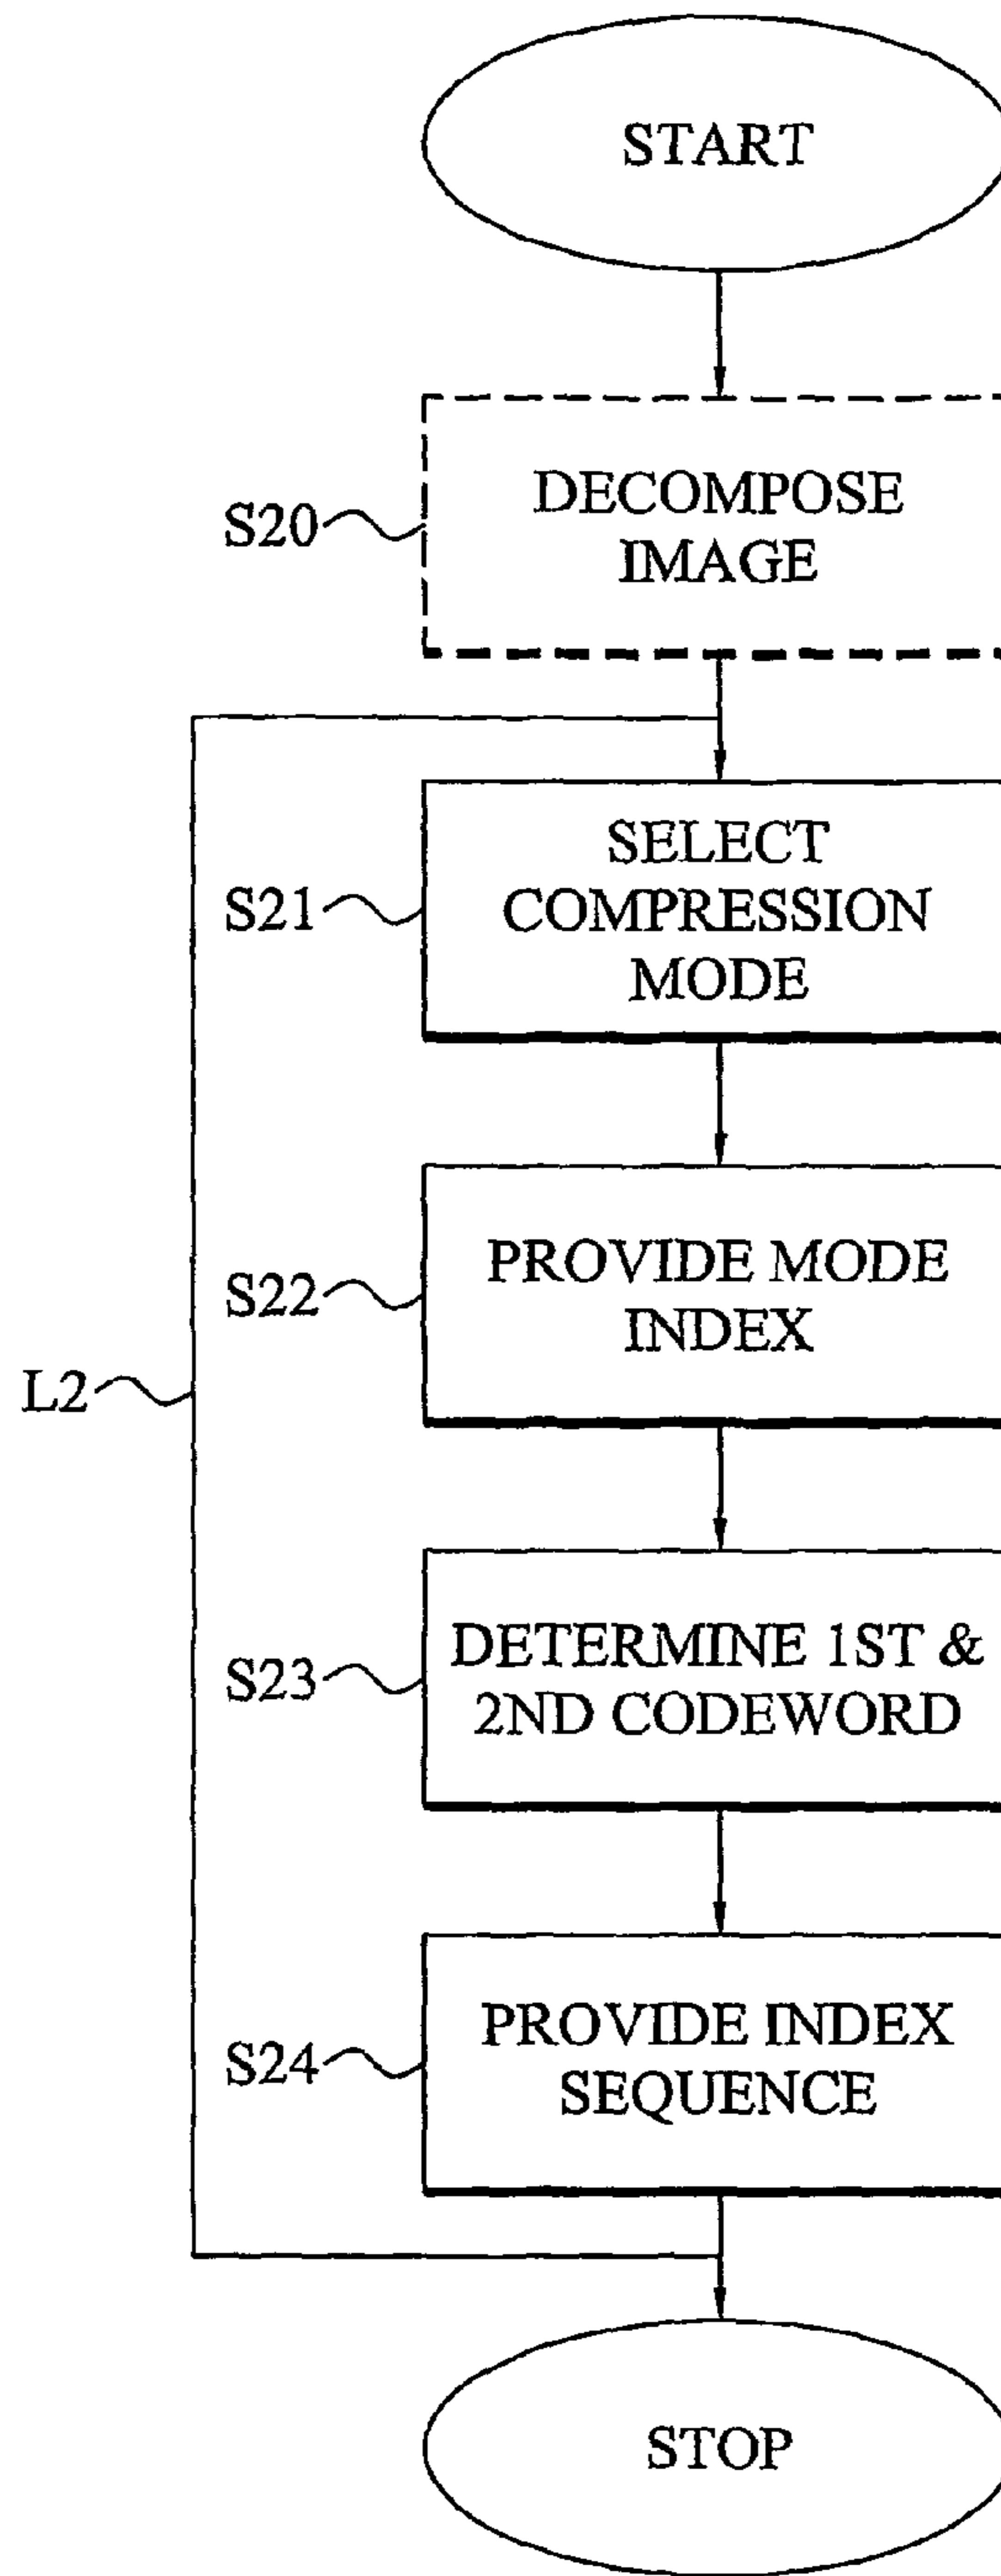 START
S20
DECOMPOSE
IMAGE
S21
SELECT
COMPRESSION
MODE
S22
PROVIDE MODE
INDEX
L2
S23
DETERMINE 1ST &
2ND CODEWORD
S24
PROVIDE INDEX
SEQUENCE
STOP